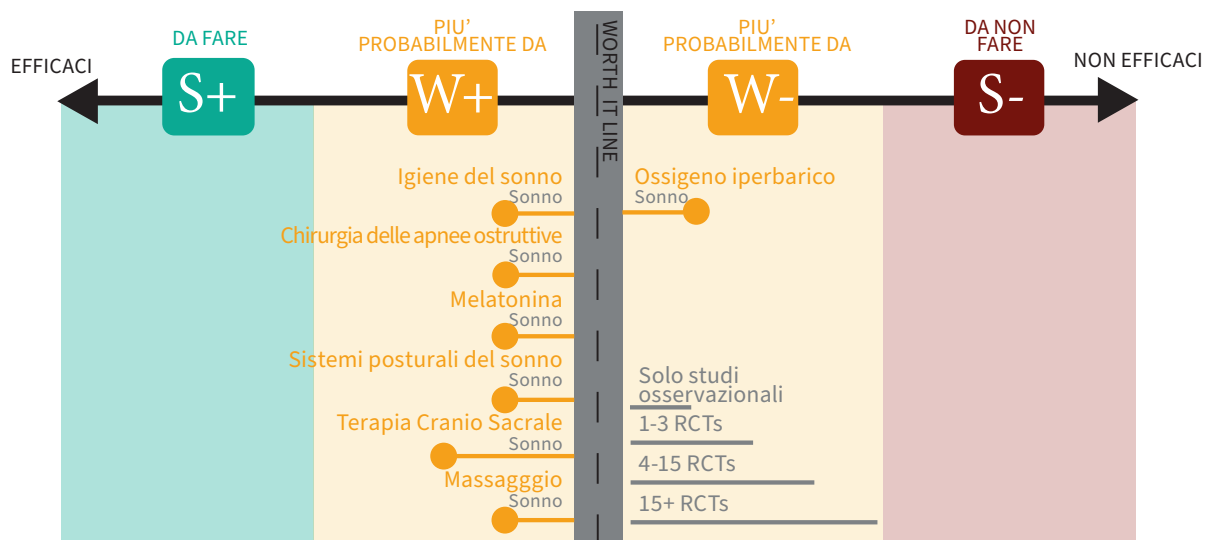 EFFICACI
DA FARE
S+
PIU’
PROBABILMENTE DA
W+
WORTH IT LINE
PIU’
PROBABILMENTE DA
W-
DA NON
FARE
S-
NON EFFICACI
Igiene del sonno
Sonno
Chirurgia delle apnee ostruttive
Sonno
Melatonina
Sonno
Sistemi posturali del sonno
Sonno
Terapia Cranio Sacrale
Sonno
Massagggio
Sonno
Ossigeno iperbarico
Sonno
Solo studi
osservazionali
1-3 RCTs
4-15 RCTs
15+ RCTs